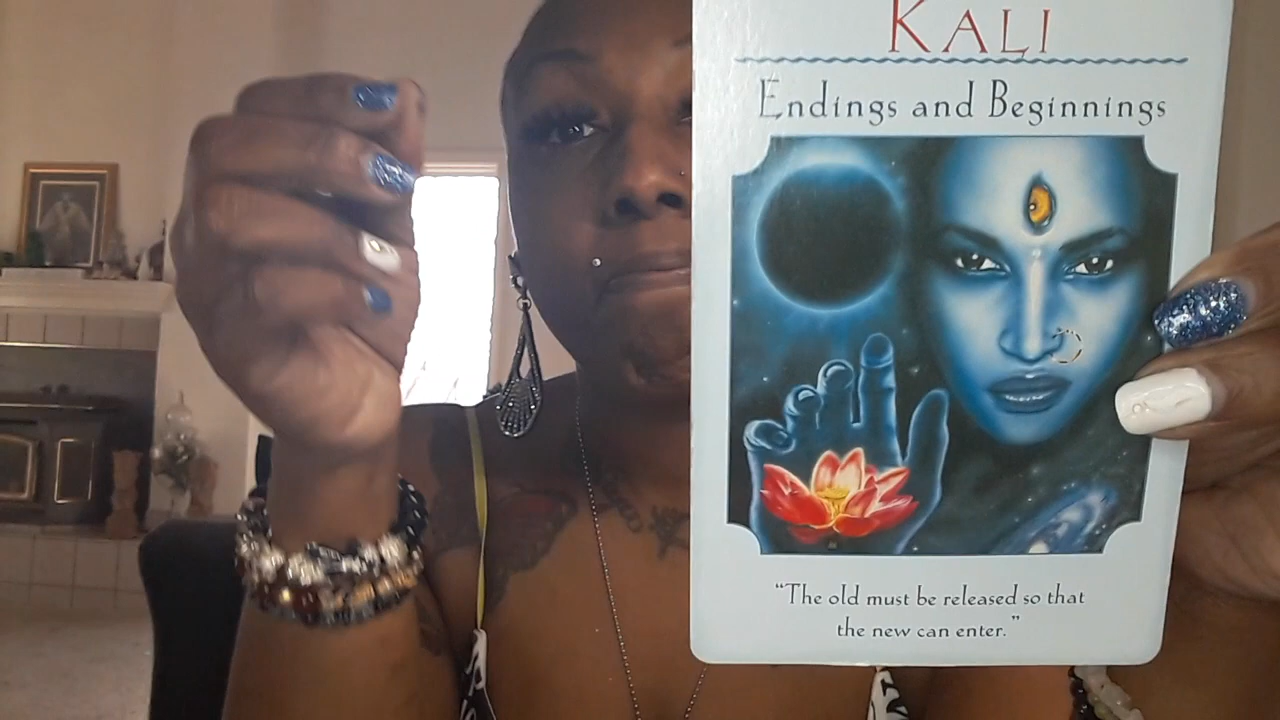 KALI
Endings and Beginnings
“The old must be released so that
the new can enter.”